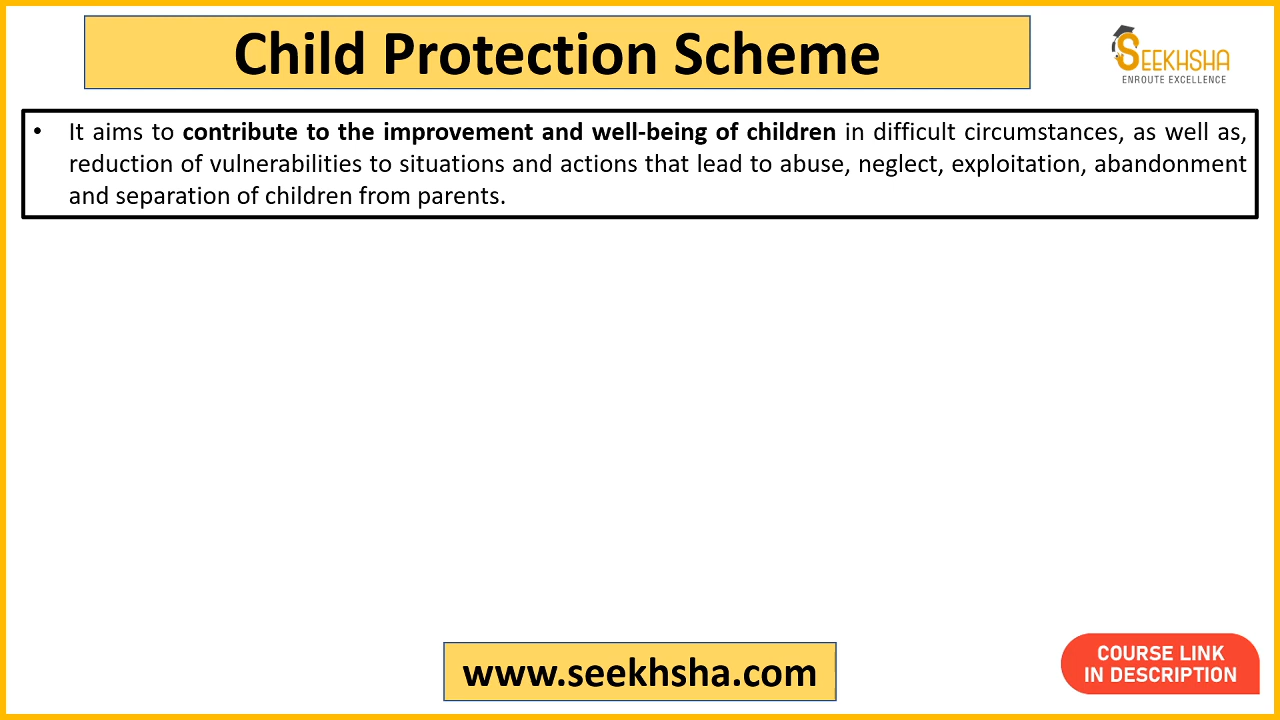 Child Protection Scheme
SEEKHSHA
ENROUTE EXCELLENCE
• It aims to contribute to the improvement and well-being of children in difficult circumstances, as well as,
reduction of vulnerabilities to situations and actions that lead to abuse, neglect, exploitation, abandonment
and separation of children from parents.
www.seekhsha.com
COURSE LINK
IN DESCRIPTION